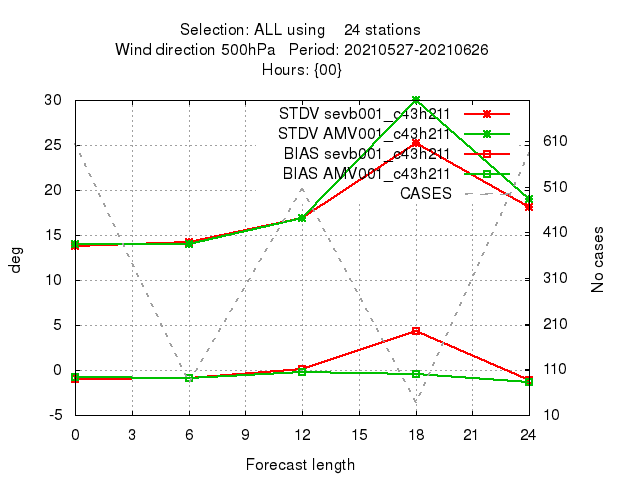 Selection: ALL using 24 stations
Wind direction 500hPa Period: 20210527-20210626
Hours: {00}
STDV sevb001_c43h211
STDV AMV001_c43h211
BIAS sevb001_c43h211
BIAS AMV001_c43h211
CASES
30
25
20
15
10
5
0
-5
deg
610
510
410
310
210
110
10
No cases
0 3 6 9 12 15 18 21 24
Forecast length